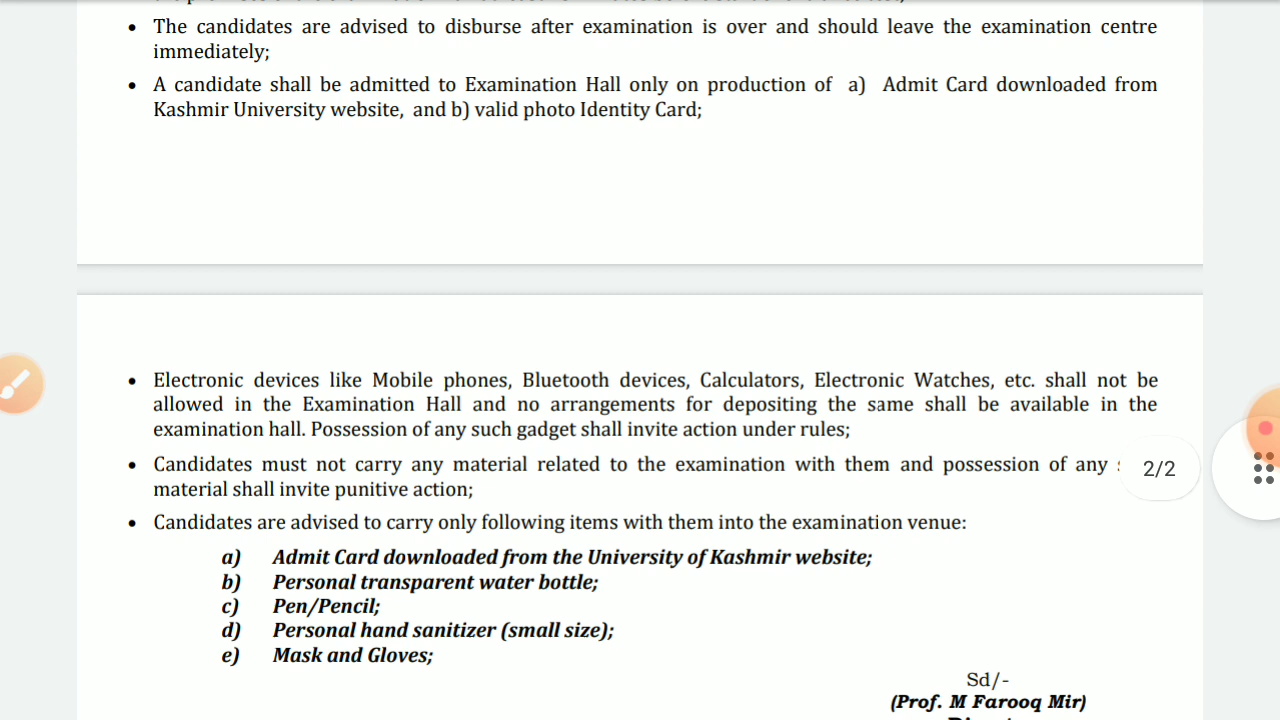 • The candidates are advised to disburse after examination is over and should leave the examination centre
immediately;
• A candidate shall be admitted to Examination Hall only on production of a) Admit Card downloaded from
Kashmir University website, and b) valid photo Identity Card;
• Electronic devices like Mobile phones, Bluetooth devices, Calculators, Electronic Watches, etc. shall not be
allowed in the Examination Hall and no arrangements for depositing the same shall be available in the
examination hall. Possession of any such gadget shall invite action under rules;
• Candidates must not carry any material related to the examination with them and possession of any
2/2
material shall invite punitive action;
• Candidates are advised to carry only following items with them into the examination venue:
a) Admit Card downloaded from the University of Kashmir website;
b) Personal transparent water bottle;
c) Pen/Pencil;
d) Personal hand sanitizer (small size);
e) Mask and Gloves;
Sd/-
(Prof. M Farooq Mir)